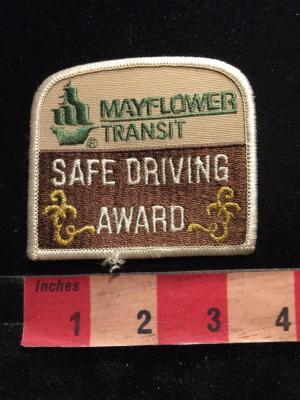 MAYFLOWER
TRANSIT
®
SAFE DRIVING
AWARD
Inches
1 2 3 4